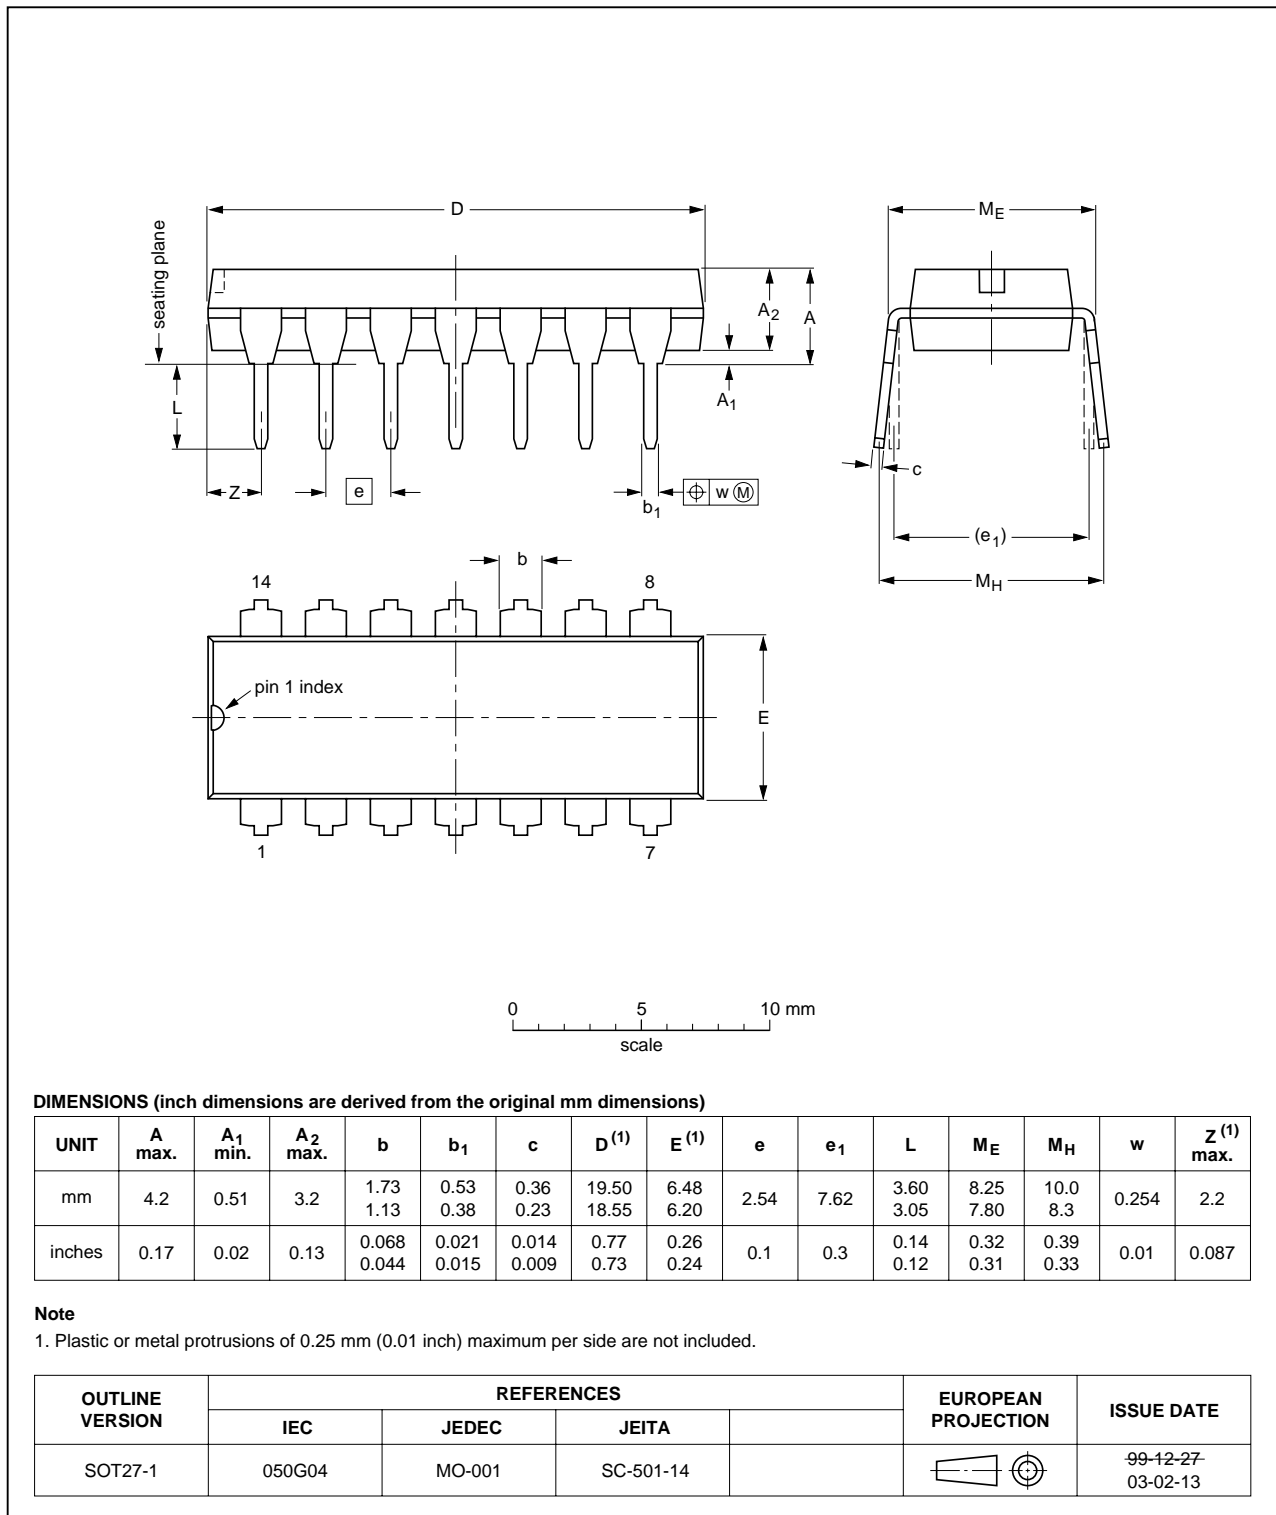 D
M_E
seating plane
A_2
A
A_1
L
Z
e
b_1
w M
c
(e_1)
M_H
b
14
8
pin 1 index
E
1
7
0
5
10 mm
scale
DIMENSIONS (inch dimensions are derived from the original mm dimensions)
UNIT A max. A_1 min. A_2 max. b b_1 c D^(1) E^(1) e e_1 L M_E M_H w Z^(1) max.
mm 4.2 0.51 3.2 1.73 1.13 0.53 0.38 0.36 0.23 19.50 18.55 6.48 6.20 2.54 7.62 3.60 3.05 8.25 7.80 10.0 8.3 0.254 2.2
inches 0.17 0.02 0.13 0.068 0.044 0.021 0.015 0.014 0.009 0.77 0.73 0.26 0.24 0.1 0.3 0.14 0.12 0.32 0.31 0.39 0.33 0.01 0.087
Note
1. Plastic or metal protrusions of 0.25 mm (0.01 inch) maximum per side are not included.
OUTLINE VERSION REFERENCES EUROPEAN PROJECTION ISSUE DATE
IEC JEDEC JEITA
SOT27-1 050G04 MO-001 SC-501-14 99-12-27
03-02-13